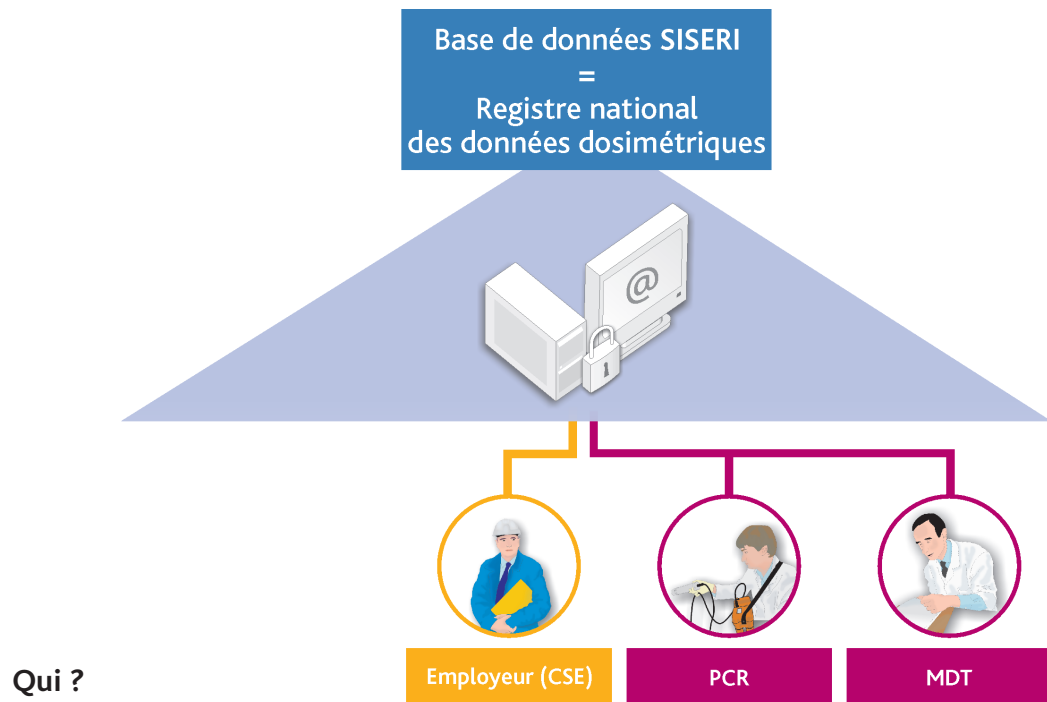 Base de données SISERI
=
Registre national
des données dosimétriques
@
Qui ?
Employeur (CSE)
PCR
MDT